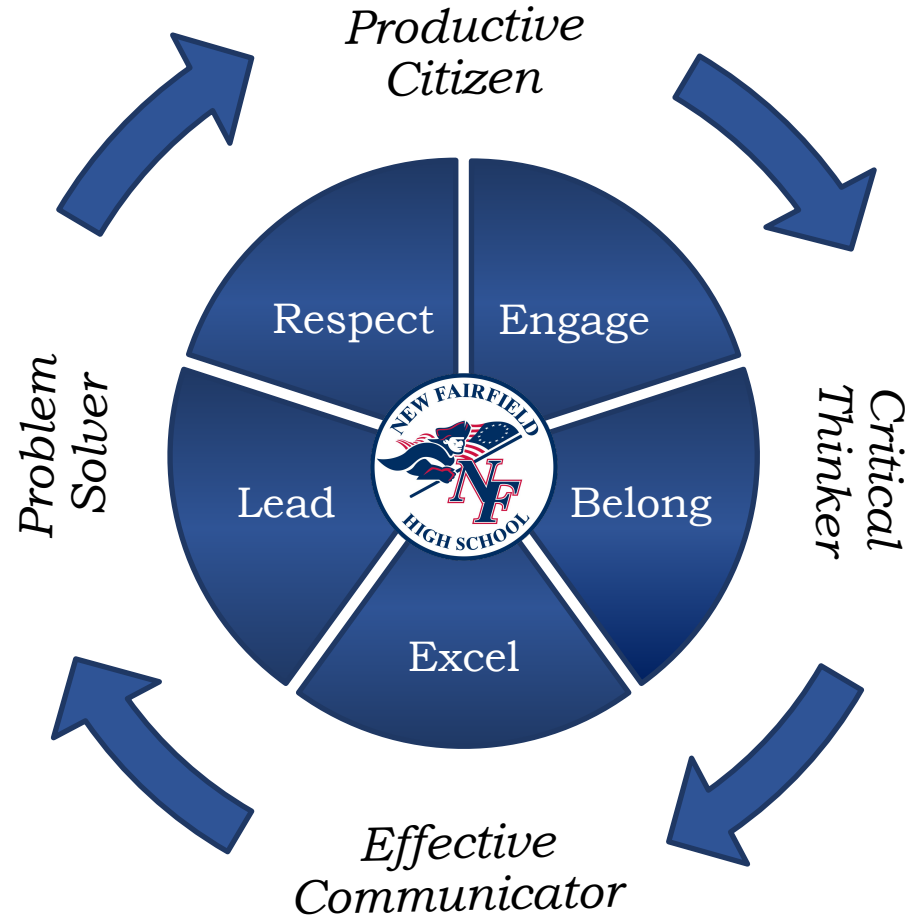 Productive
Citizen
Critical
Thinker
Effective
Communicator
Problem
Solver
Respect
Engage
Belong
Excel
Lead
NEW FAIRFIELD
NF
HIGH SCHOOL